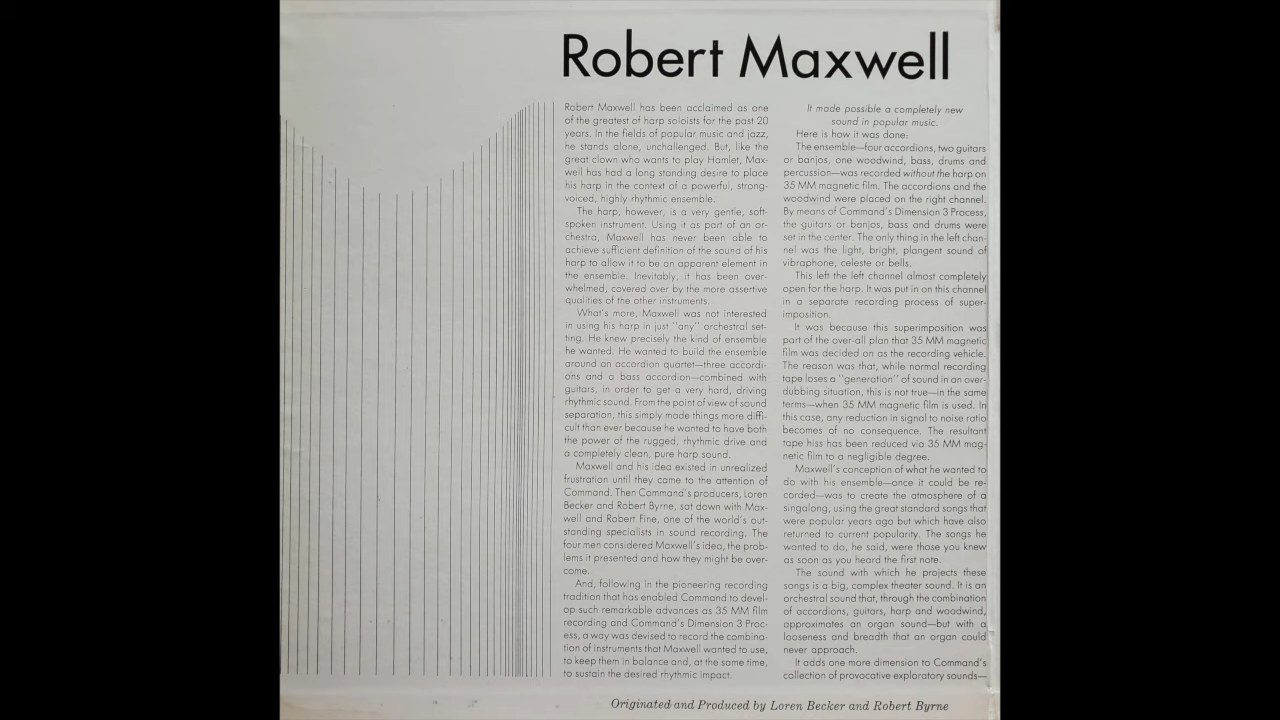 Robert Maxwell
Robert Maxwell has been acclaimed as one
of the greatest of harp soloists for the past 20
years. In the fields of popular music and jazz,
he stands alone, unchallenged. But, like the
great clown who wants to play Hamlet, Max-
well has had a long standing desire to place
his harp in the context of a powerful, strong-
voiced, highly rhythmic ensemble.
The harp, however, is a very gentle, soft-
spoken instrument. Using it as part of an or-
chestra, Maxwell has never been able to
achieve sufficient definition of the sound of his
harp to allow it to be an apparent element in
the ensemble. Inevitably, it has been over-
whelmed, covered over by the more assertive
qualities of the other instruments.
What's more, Maxwell was not interested
in using his harp in just "any" orchestral set-
ting. He knew precisely the kind of ensemble
he wanted. He wanted to build the ensemble
around an accordion quartet—three accordi-
ons and a bass accordion—combined with
guitars, in order to get a very hard, driving
rhythmic sound. From the point of view of sound
separation, this simply made things more diffi-
cult than ever because he wanted to have both
the power of the rugged, rhythmic drive and
a completely clean, pure harp sound.
Maxwell and his idea existed in unrealized
frustration until they came to the attention of
Command. Then Command's producers, Loren
Becker and Robert Byrne, sat down with Max-
well and Robert Fine, one of the world's out-
standing specialists in sound recording. The
four men considered Maxwell's idea, the prob-
lems it presented and how they might be over-
come.
And, following in the pioneering recording
tradition that has enabled Command to devel-
op such remarkable advances as 35 MM film
recording and Command's Dimension 3 Proc-
ess, a way was devised to record the combina-
tion of instruments that Maxwell wanted to use,
to keep them in balance and, at the same time,
to sustain the desired rhythmic impact.
It made possible a completely new
sound in popular music.
Here is how it was done:
The ensemble—four accordions, two guitars
or banjos, one woodwind, bass, drums and
percussion—was recorded without the harp on
35 MM magnetic film. The accordions and the
woodwind were placed on the right channel.
By means of Command's Dimension 3 Process,
the guitars or banjos, bass and drums were
set in the center. The only thing in the left chan-
nel was the light, bright, plangent sound of
vibraphone, celeste or bells.
This left the left channel almost completely
open for the harp. It was put in on this channel
in a separate recording process of super-
imposition.
It was because this superimposition was
part of the over-all plan that 35 MM magnetic
film was decided on as the recording vehicle.
The reason was that, while normal recording
tape loses a "generation" of sound in an over-
dubbing situation, this is not true—in the same
terms—when 35 MM magnetic film is used. In
this case, any reduction in signal to noise ratio
becomes of no consequence. The resultant
tape hiss has been reduced via 35 MM mag-
netic film to a negligible degree.
Maxwell's conception of what he wanted to
do with his ensemble—once it could be re-
corded—was to create the atmosphere of a
singalong, using the great standard songs that
were popular years ago but which have also
returned to current popularity. The songs he
wanted to do, he said, were those you knew
as soon as you heard the first note.
The sound with which he projects these
songs is a big, complex theater sound. It is an
orchestral sound that, through the combination
of accordions, guitars, harp and woodwind,
approximates an organ sound—but with a
looseness and breadth that an organ could
never approach.
It adds one more dimension to Command's
collection of provocative exploratory sounds—
Originated and Produced by Loren Becker and Robert Byrne